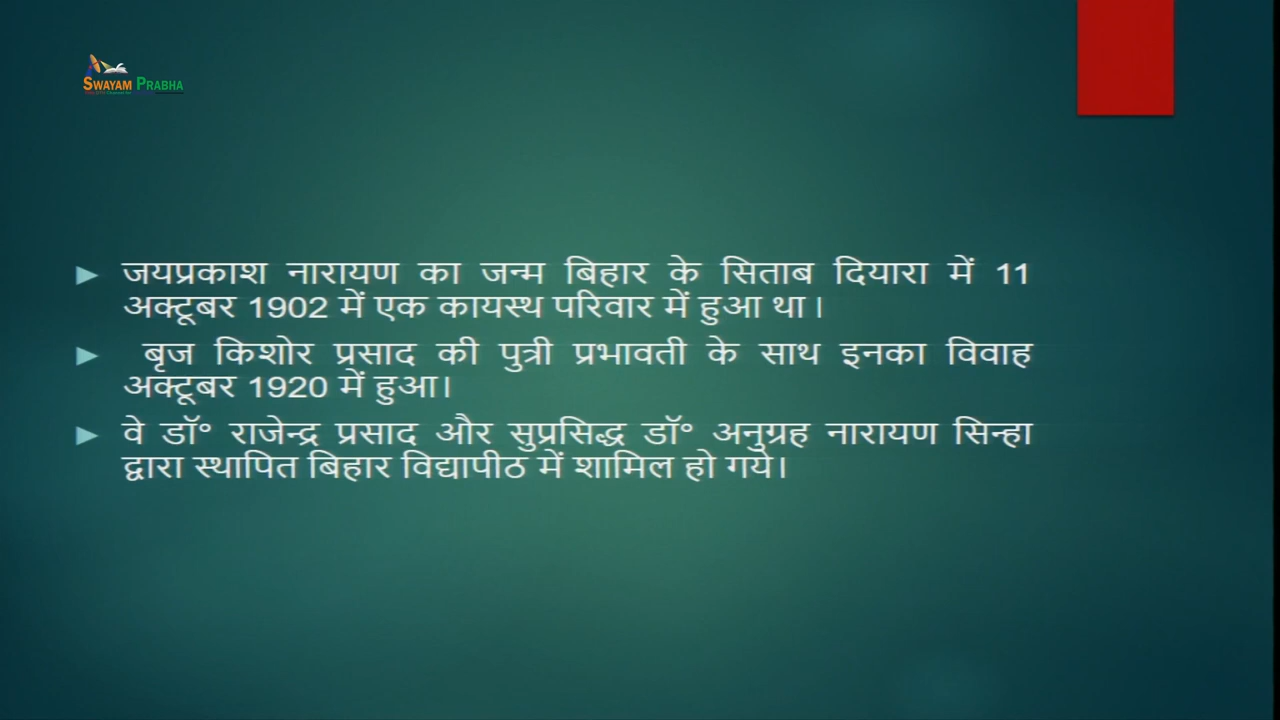 SWAYAM PRABHA
जयप्रकाश नारायण का जन्म बिहार के सिताब दियारा में 11
अक्टूबर 1902 में एक कायस्थ परिवार में हुआ था।
बृज किशोर प्रसाद की पुत्री प्रभावती के साथ इनका विवाह
अक्टूबर 1920 में हुआ।
वे डॉ॰ राजेन्द्र प्रसाद और सुप्रसिद्ध डॉ॰ अनुग्रह नारायण सिन्हा
द्वारा स्थापित बिहार विद्यापीठ में शामिल हो गये।